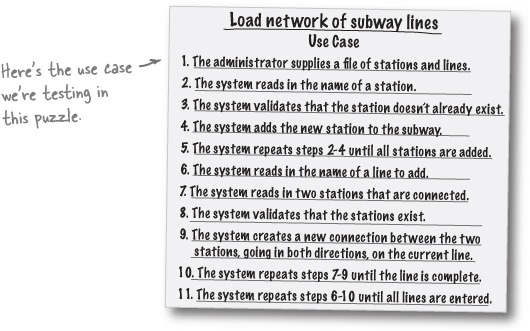 Load network of subway lines
Use Case
Here's the use case
we're testing in
this puzzle.
1. The administrator supplies a file of stations and lines.
2. The system reads in the name of a station.
3. The system validates that the station doesn't already exist.
4. The system adds the new station to the subway.
5. The system repeats steps 2-4 until all stations are added.
6. The system reads in the name of a line to add.
7. The system reads in two stations that are connected.
8. The system validates that the stations exist.
9. The system creates a new connection between the two
stations, going in both directions, on the current line.
10. The system repeats steps 7-9 until the line is complete.
11. The system repeats steps 6-10 until all lines are entered.